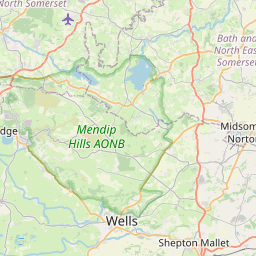 North Somerset
Bath and
North East
Somerset
Midsom
Norton
dge
Mendip
Hills AONB
Wells
Shepton Mallet